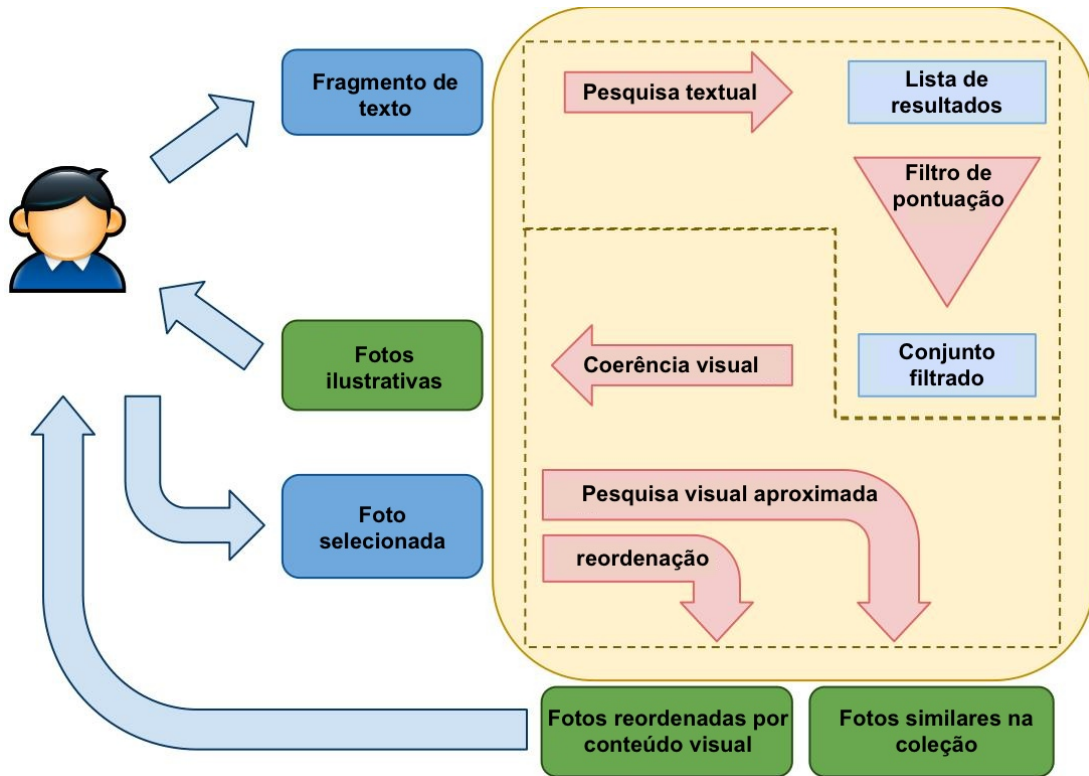 Fragmento de
texto
Pesquisa textual
Lista de
resultados
Filtro de
pontuação
Fotos
ilustrativas
Coerência visual
Conjunto
filtrado
Foto
selecionada
Pesquisa visual aproximada
reordenação
Fotos reordenadas por
conteúdo visual
Fotos similares na
coleção